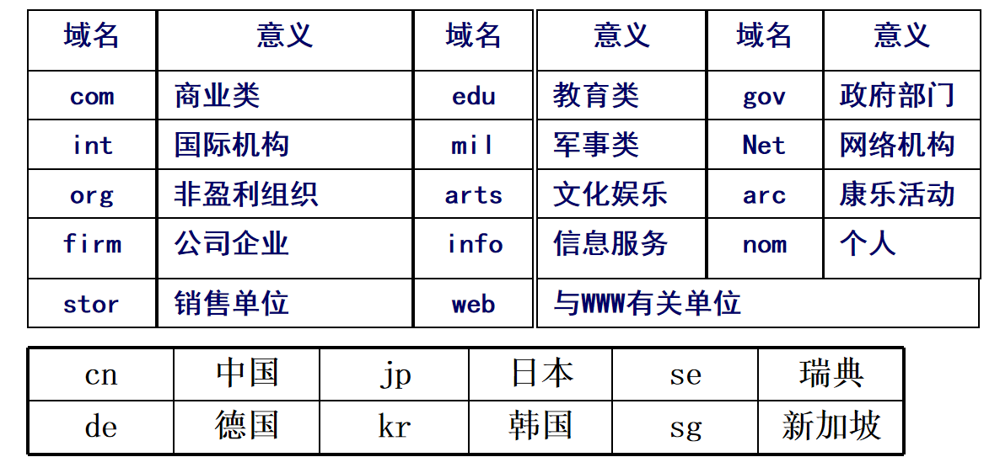 域名 意义 域名 意义 域名 意义
com 商业类 edu 教育类 gov 政府部门
int 国际机构 mil 军事类 Net 网络机构
org 非盈利组织 arts 文化娱乐 arc 康乐活动
firm 公司企业 info 信息服务 nom 个人
stor 销售单位 web 与WWW有关单位
cn 中国 jp 日本 se 瑞典
de 德国 kr 韩国 sg 新加坡